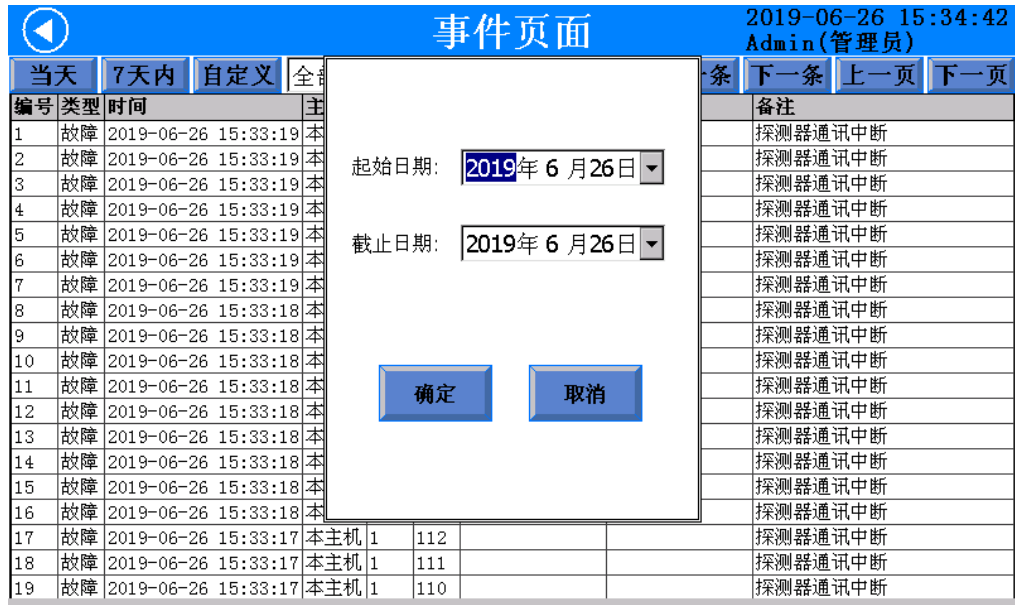 事件页面
2019-06-26 15:34:42
Admin(管理员)
当天 7天内 自定义 全 条 下一条 上一页 下一页
编号 类型 时间 主 备注
起始日期: 2019年 6 月26日
截止日期: 2019年 6 月26日
确定 取消
1 故障 2019-06-26 15:33:19 本 探测器通讯中断
2 故障 2019-06-26 15:33:19 本 探测器通讯中断
3 故障 2019-06-26 15:33:19 本 探测器通讯中断
4 故障 2019-06-26 15:33:19 本 探测器通讯中断
5 故障 2019-06-26 15:33:19 本 探测器通讯中断
6 故障 2019-06-26 15:33:19 本 探测器通讯中断
7 故障 2019-06-26 15:33:19 本 探测器通讯中断
8 故障 2019-06-26 15:33:18 本 探测器通讯中断
9 故障 2019-06-26 15:33:18 本 探测器通讯中断
10 故障 2019-06-26 15:33:18 本 探测器通讯中断
11 故障 2019-06-26 15:33:18 本 探测器通讯中断
12 故障 2019-06-26 15:33:18 本 探测器通讯中断
13 故障 2019-06-26 15:33:18 本 探测器通讯中断
14 故障 2019-06-26 15:33:18 本 探测器通讯中断
15 故障 2019-06-26 15:33:18 本 探测器通讯中断
16 故障 2019-06-26 15:33:18 本 探测器通讯中断
17 故障 2019-06-26 15:33:17 本主机 1 112 探测器通讯中断
18 故障 2019-06-26 15:33:17 本主机 1 111 探测器通讯中断
19 故障 2019-06-26 15:33:17 本主机 1 110 探测器通讯中断